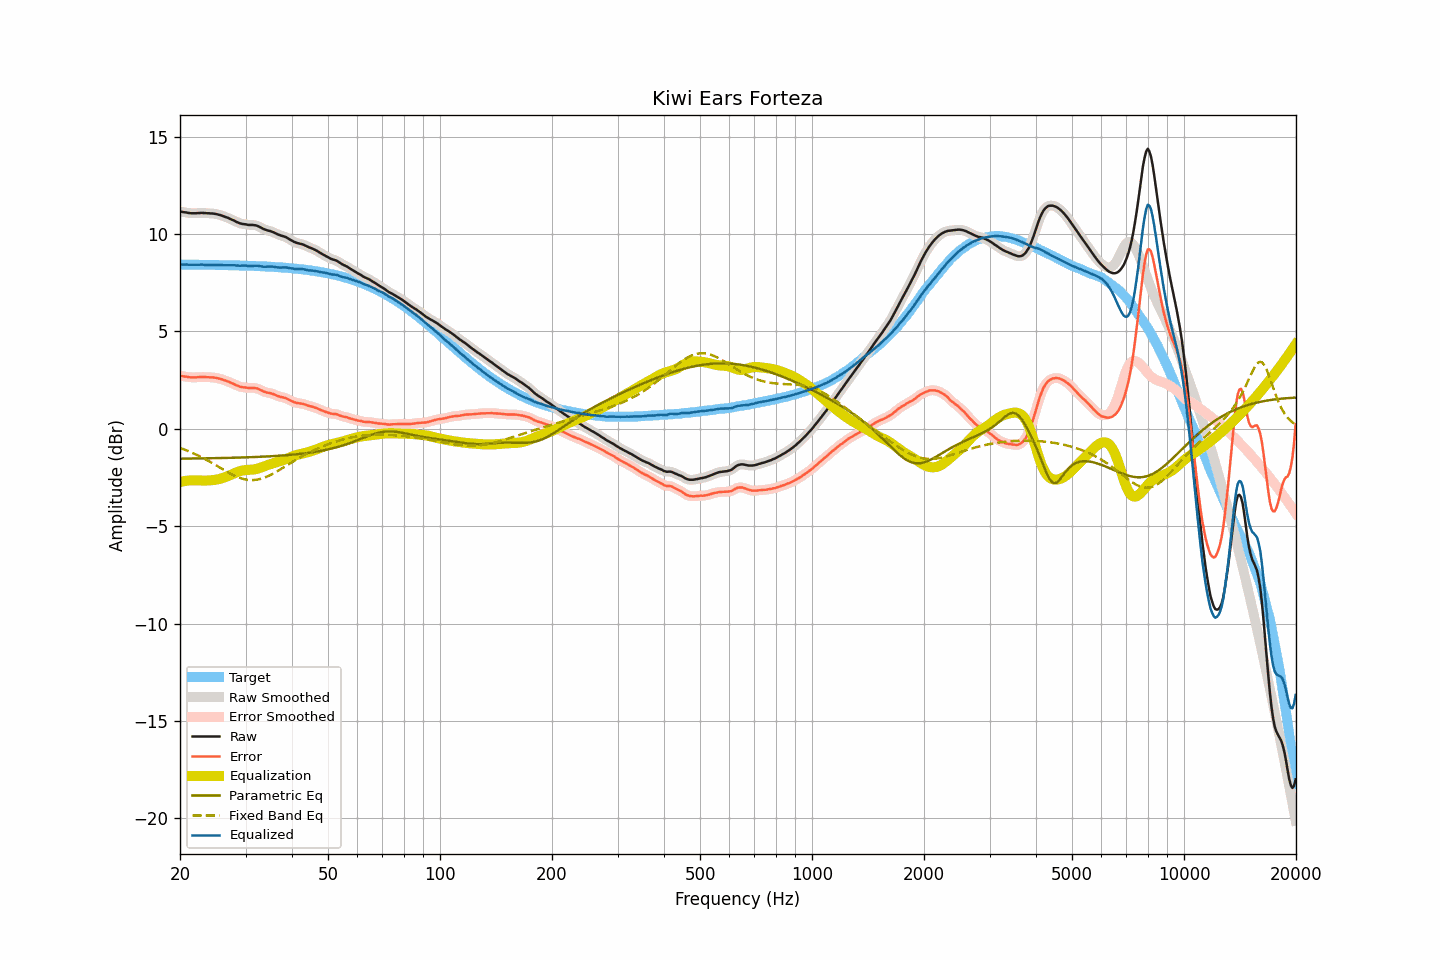 Kiwi Ears Forteza
15
10
5
0
−5
−10
−15
−20
Amplitude (dBr)
Target
Raw Smoothed
Error Smoothed
Raw
Error
Equalization
Parametric Eq
Fixed Band Eq
Equalized
20 50 100 200 500 1000 2000 5000 10000 20000
Frequency (Hz)